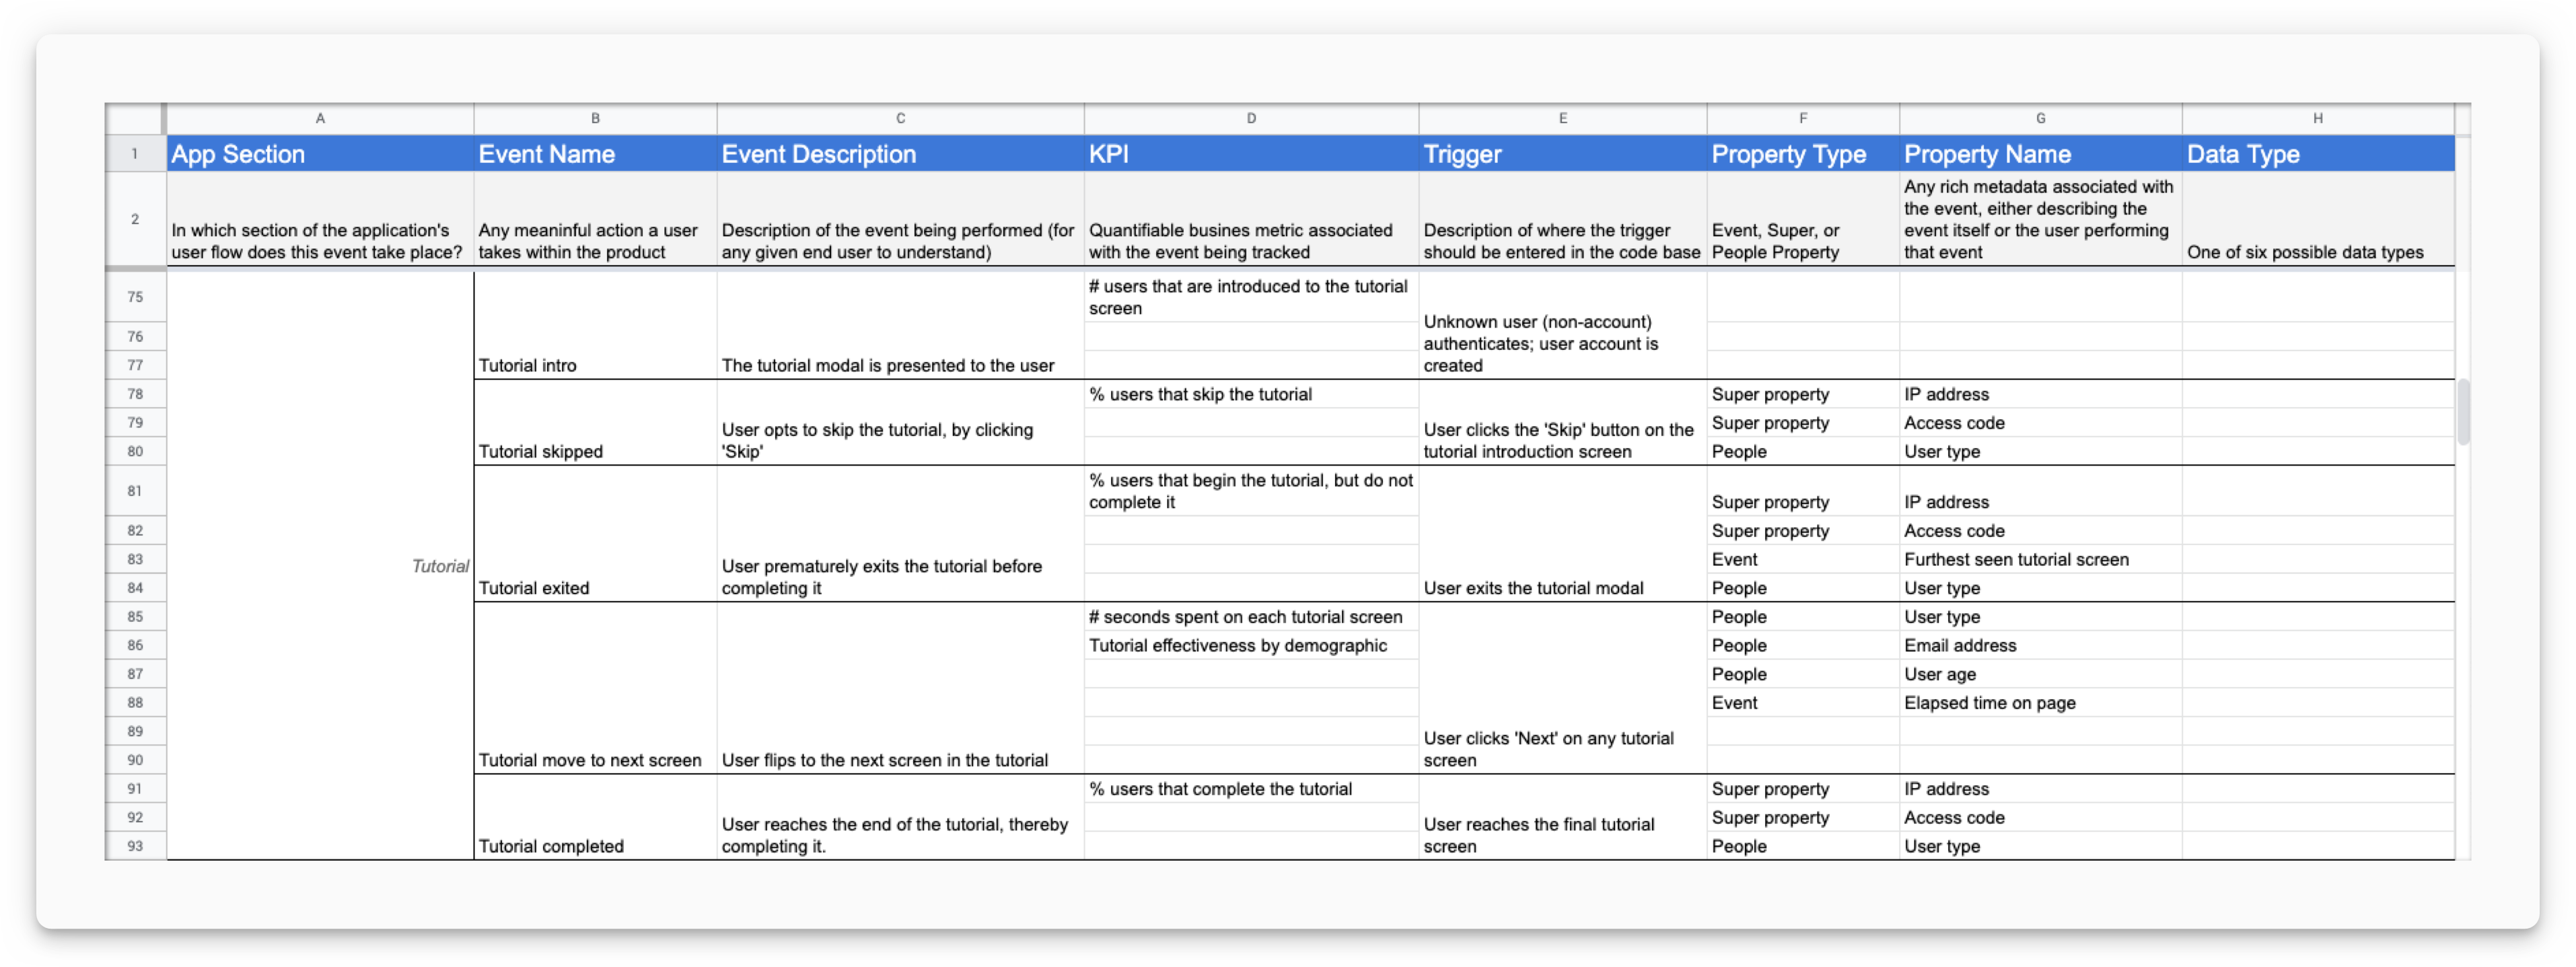 A B C D E F G H
1 App Section Event Name Event Description KPI Trigger Property Type Property Name Data Type
2
In which section of the application's
user flow does this event take place?
Any meaninful action a user
takes within the product
Description of the event being performed (for
any given end user to understand)
Quantifiable busines metric associated
with the event being tracked
Description of where the trigger
should be entered in the code base
Event, Super, or
People Property
Any rich metadata associated with
the event, either describing the
event itself or the user performing
that event
One of six possible data types
Tutorial
75
76
77
Tutorial intro
The tutorial modal is presented to the user
# users that are introduced to the tutorial
screen
Unknown user (non-account)
authenticates; user account is
created
78
79
80
Tutorial skipped
User opts to skip the tutorial, by clicking
'Skip'
% users that skip the tutorial
User clicks the 'Skip' button on the
tutorial introduction screen
Super property IP address
Super property Access code
People User type
81
82
83
84
Tutorial exited
User prematurely exits the tutorial before
completing it
% users that begin the tutorial, but do not
complete it
User exits the tutorial modal
Super property IP address
Super property Access code
Event Furthest seen tutorial screen
People User type
85
86
87
88
89
90
Tutorial move to next screen
User flips to the next screen in the tutorial
# seconds spent on each tutorial screen
Tutorial effectiveness by demographic
User clicks 'Next' on any tutorial
screen
People User type
People Email address
People User age
Event Elapsed time on page
91
92
93
Tutorial completed
User reaches the end of the tutorial, thereby
completing it.
% users that complete the tutorial
User reaches the final tutorial
screen
Super property IP address
Super property Access code
People User type